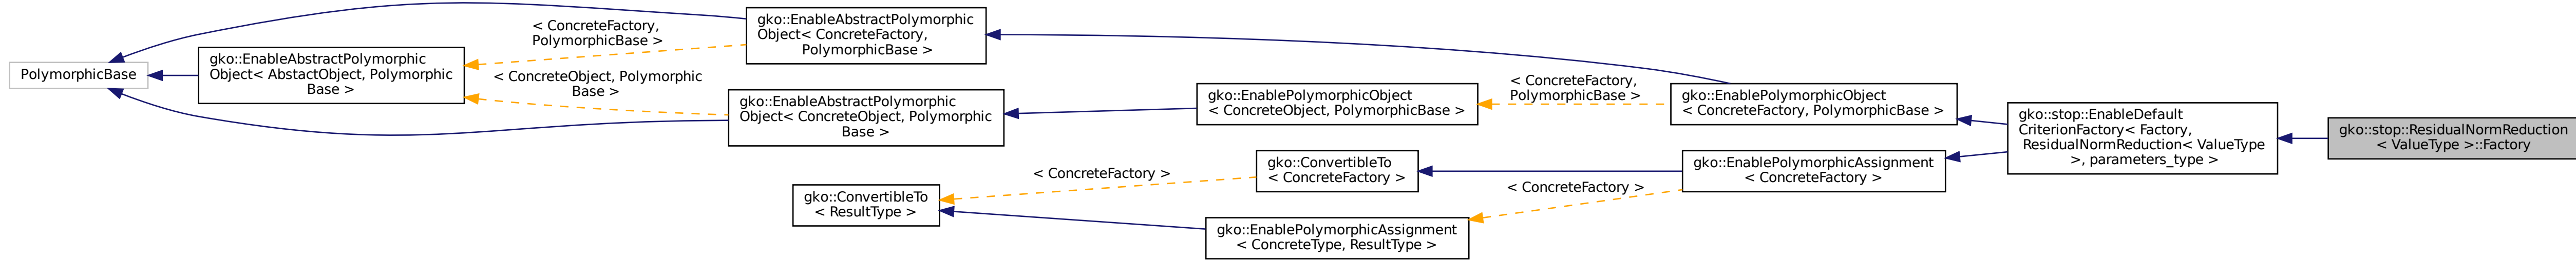 PolymorphicBase
gko::EnableAbstractPolymorphic
Object< AbstactObject, Polymorphic
Base >
< ConcreteFactory,
PolymorphicBase >
< ConcreteObject, Polymorphic
Base >
gko::EnableAbstractPolymorphic
Object< ConcreteFactory,
PolymorphicBase >
gko::EnableAbstractPolymorphic
Object< ConcreteObject, Polymorphic
Base >
gko::ConvertibleTo
< ResultType >
< ConcreteFactory >
gko::EnablePolymorphicObject
< ConcreteObject, PolymorphicBase >
gko::ConvertibleTo
< ConcreteFactory >
gko::EnablePolymorphicAssignment
< ConcreteType, ResultType >
< ConcreteFactory,
PolymorphicBase >
< ConcreteFactory >
gko::EnablePolymorphicObject
< ConcreteFactory, PolymorphicBase >
gko::EnablePolymorphicAssignment
< ConcreteFactory >
gko::stop::EnableDefault
CriterionFactory< Factory,
ResidualNormReduction< ValueType
>, parameters_type >
gko::stop::ResidualNormReduction
< ValueType >::Factory